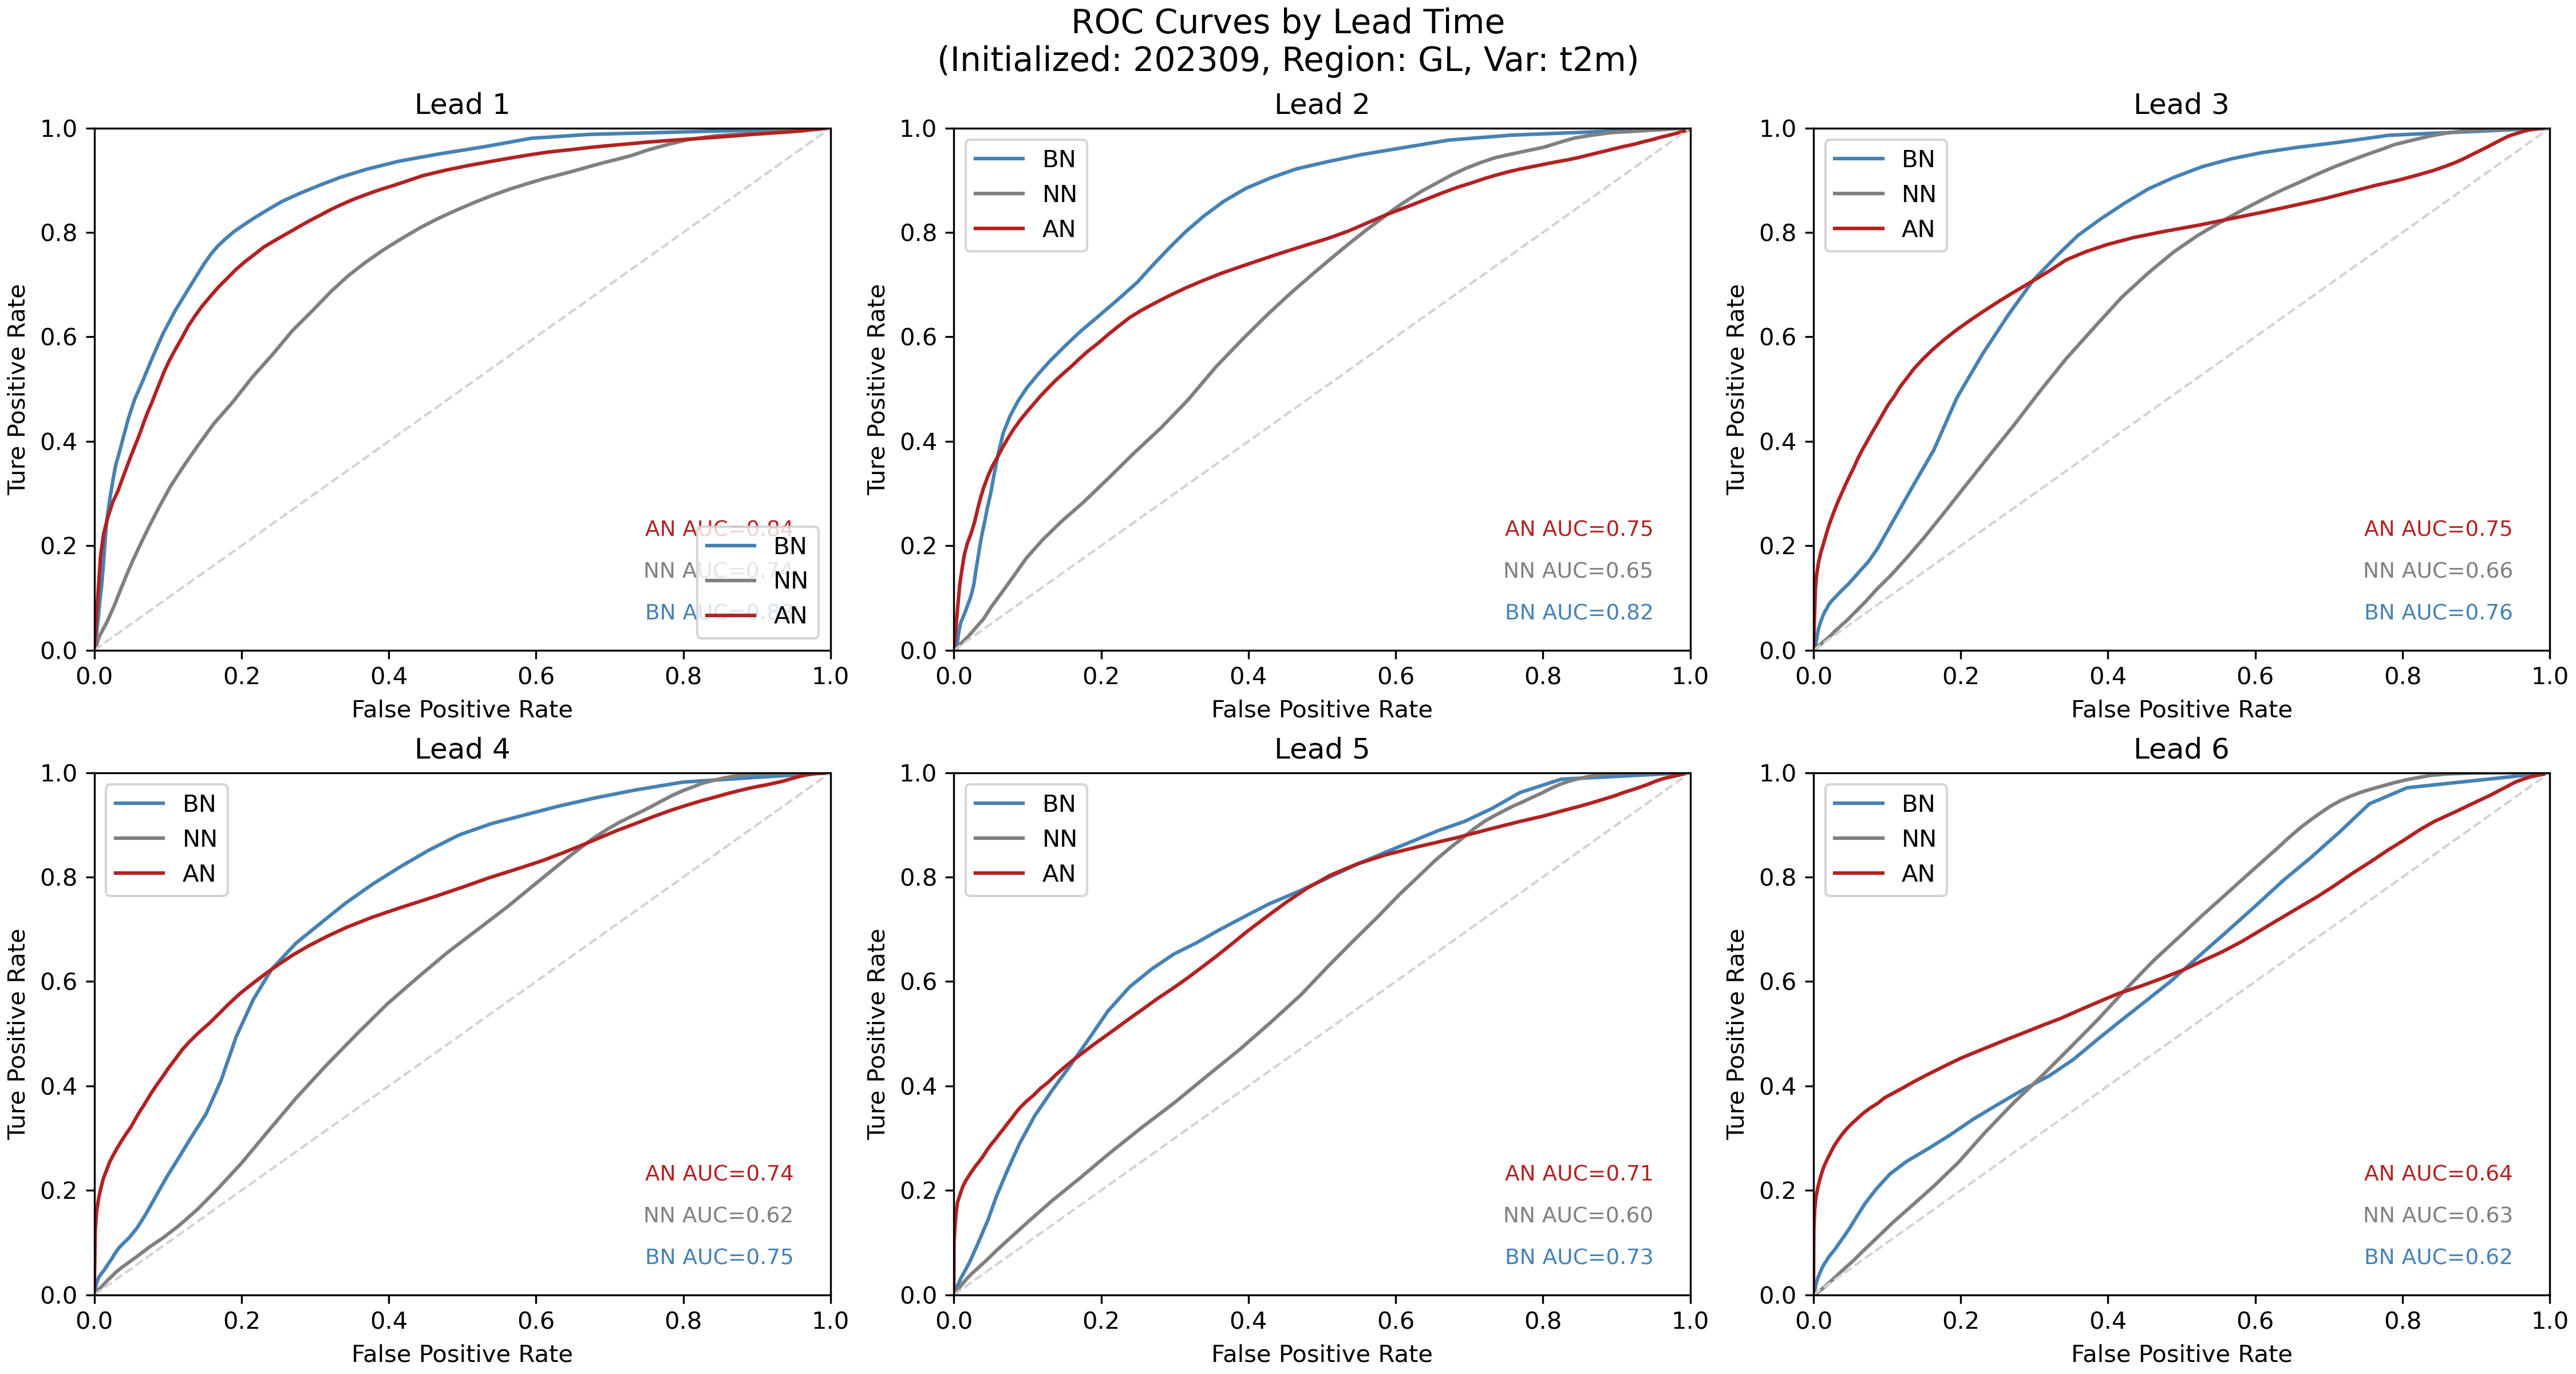 ROC Curves by Lead Time
(Initialized: 202309, Region: GL, Var: t2m)
Lead 1
1.0
0.8
0.6
0.4
0.2
0.0
Ture Positive Rate
AN AUC=0.84
NN AUC=0.74
BN AUC=0.8
BN
NN
AN
0.0 0.2 0.4 0.6 0.8 1.0
False Positive Rate
Lead 2
1.0
0.8
0.6
0.4
0.2
0.0
Ture Positive Rate
BN
NN
AN
AN AUC=0.75
NN AUC=0.65
BN AUC=0.82
0.0 0.2 0.4 0.6 0.8 1.0
False Positive Rate
Lead 3
1.0
0.8
0.6
0.4
0.2
0.0
Ture Positive Rate
BN
NN
AN
AN AUC=0.75
NN AUC=0.66
BN AUC=0.76
0.0 0.2 0.4 0.6 0.8 1.0
False Positive Rate
Lead 4
1.0
0.8
0.6
0.4
0.2
0.0
Ture Positive Rate
BN
NN
AN
AN AUC=0.74
NN AUC=0.62
BN AUC=0.75
0.0 0.2 0.4 0.6 0.8 1.0
False Positive Rate
Lead 5
1.0
0.8
0.6
0.4
0.2
0.0
Ture Positive Rate
BN
NN
AN
AN AUC=0.71
NN AUC=0.60
BN AUC=0.73
0.0 0.2 0.4 0.6 0.8 1.0
False Positive Rate
Lead 6
1.0
0.8
0.6
0.4
0.2
0.0
Ture Positive Rate
BN
NN
AN
AN AUC=0.64
NN AUC=0.63
BN AUC=0.62
0.0 0.2 0.4 0.6 0.8 1.0
False Positive Rate